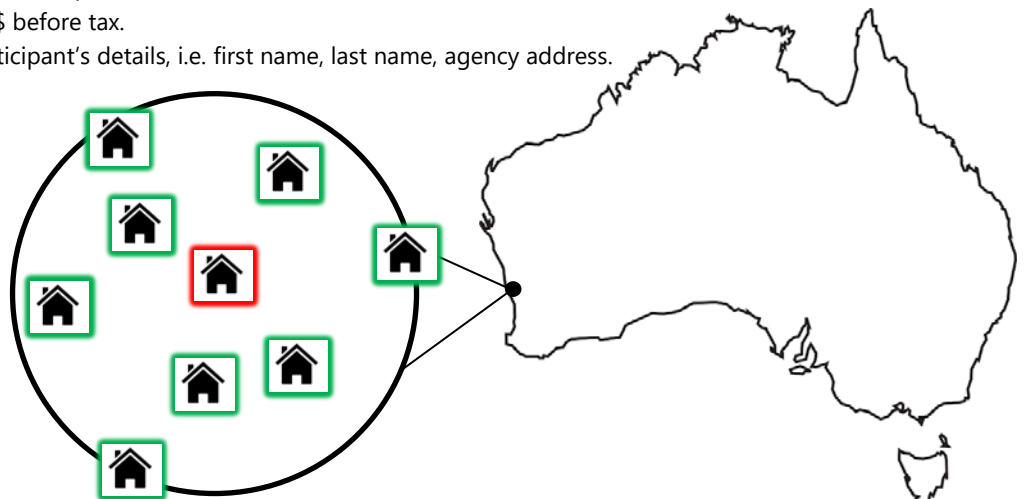 $ before tax.
ticipant's details, i.e. first name, last name, agency address.